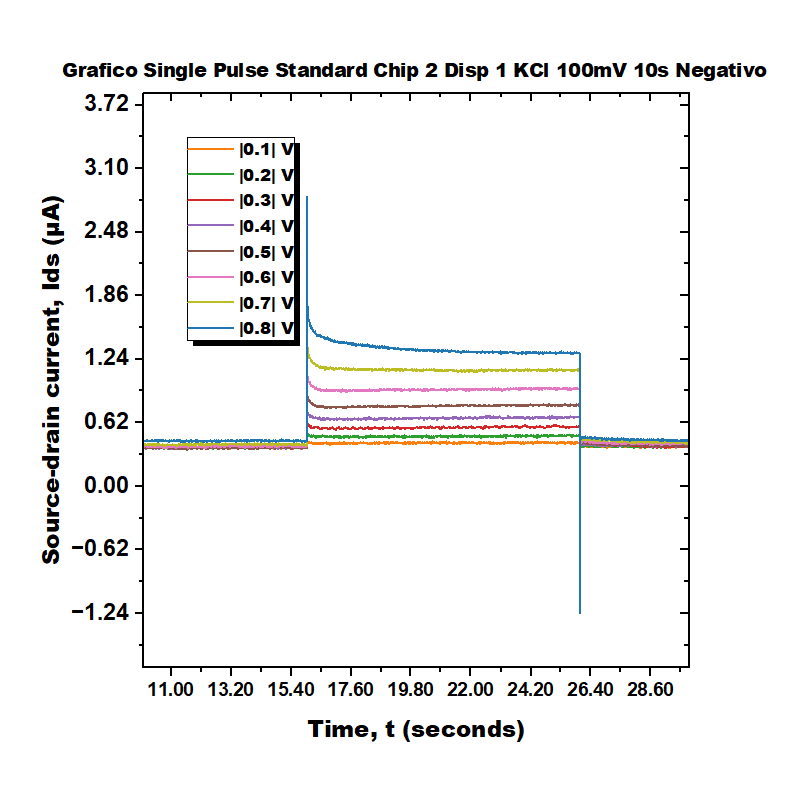 Grafico Single Pulse Standard Chip 2 Disp 1 KCl 100mV 10s Negativo
3.72
3.10
2.48
1.86
1.24
0.62
0.00
−0.62
−1.24
Source-drain current, Ids (µA)
|0.1| V
|0.2| V
|0.3| V
|0.4| V
|0.5| V
|0.6| V
|0.7| V
|0.8| V
11.00 13.20 15.40 17.60 19.80 22.00 24.20 26.40 28.60
Time, t (seconds)